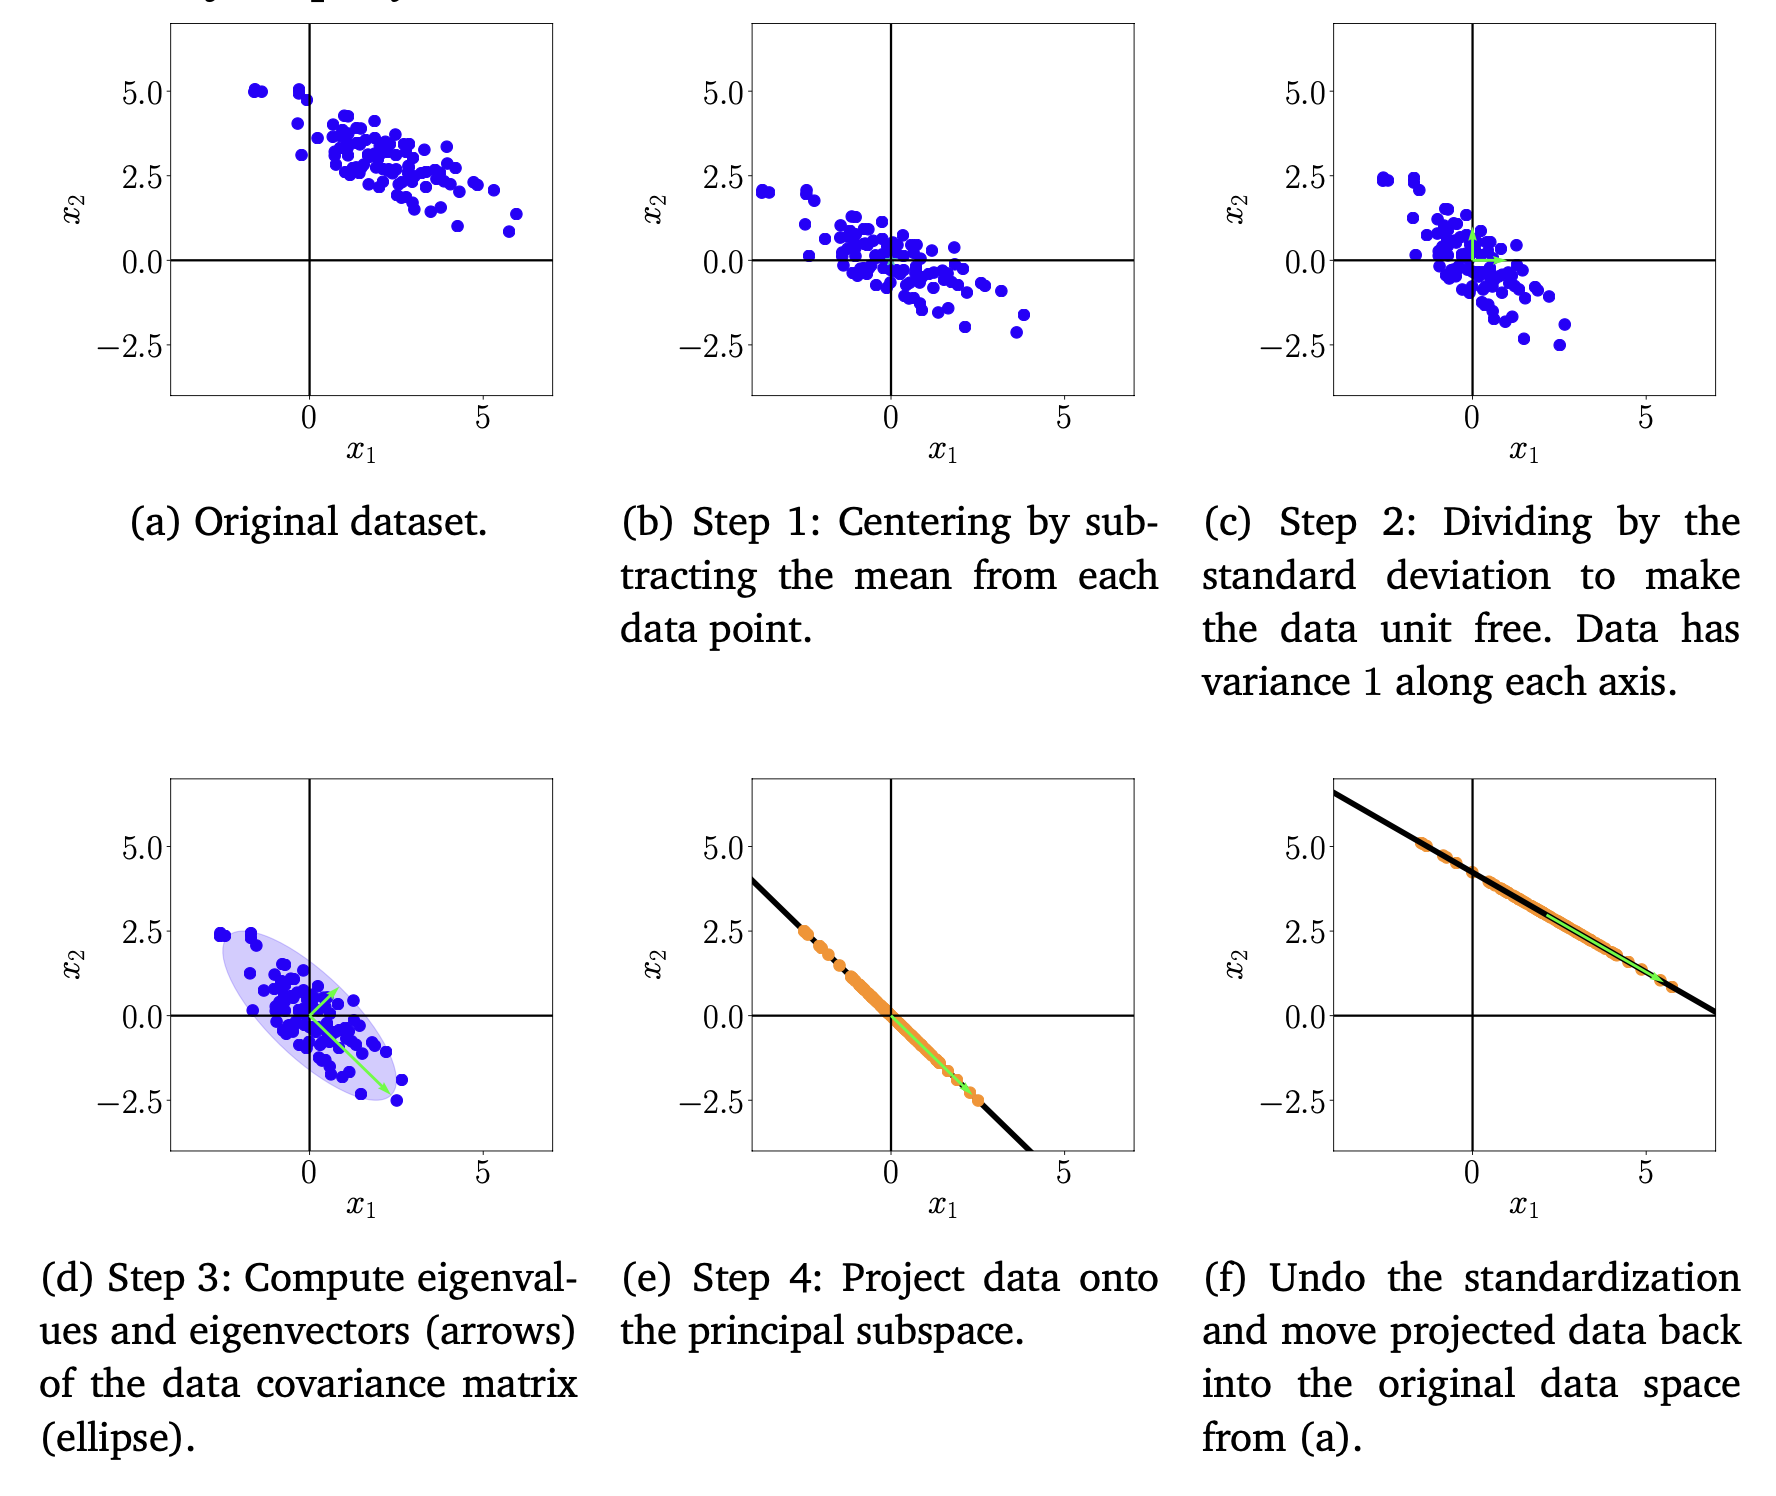 5.0
2.5
0.0
−2.5
x2
0
5
x1
5.0
2.5
0.0
−2.5
x2
0
5
x1
5.0
2.5
0.0
−2.5
x2
0
5
x1
(a) Original dataset.
(b) Step 1: Centering by sub-
tracting the mean from each
data point.
(c) Step 2: Dividing by the
standard deviation to make
the data unit free. Data has
variance 1 along each axis.
5.0
2.5
0.0
−2.5
x2
0
5
x1
5.0
2.5
0.0
−2.5
x2
0
5
x1
5.0
2.5
0.0
−2.5
x2
0
5
x1
(d) Step 3: Compute eigenval-
ues and eigenvectors (arrows)
of the data covariance matrix
(ellipse).
(e) Step 4: Project data onto
the principal subspace.
(f) Undo the standardization
and move projected data back
into the original data space
from (a).